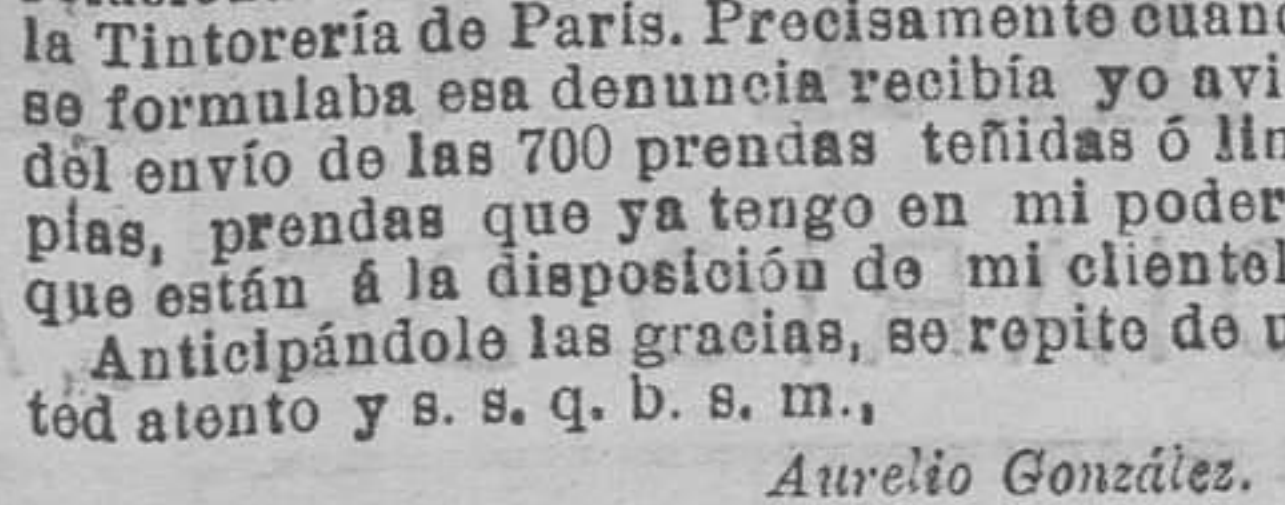 la Tintorería de París. Precisamente cuand
se formulaba esa denuncia recibía yo avi
del envío de las 700 prendas teñidas ó lim
pias, prendas que ya tengo en mi poder
que están á la disposición de mi clientel
Anticipándole las gracias, se repite de u
ted atento y s. s. q. b. s. m.,
Aurelio González.